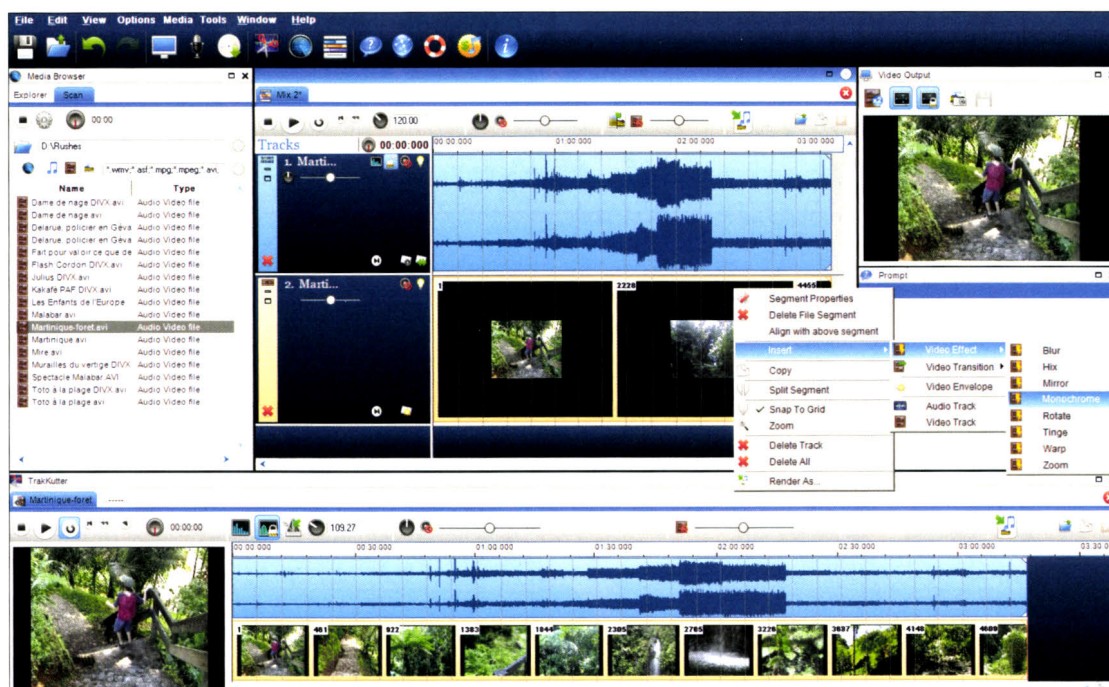 File Edit View Options Media Tools Window Help
Media Browser
Explorer Scan
00:00
D:\Rushes
*.wmv;*.asf;*.mpg;*.mpeg;*.avi;
Name Type
Dame de nage DIVX.avi Audio Video file
Dame de nage.avi Audio Video file
Delarue, policier en Géva Audio Video file
Delarue, policier en Géva Audio Video file
Fait pour valoir ce que de Audio Video file
Flash Cordon DIVX.avi Audio Video file
Julius DIVX.avi Audio Video file
Kakafe PAF DIVX.avi Audio Video file
Les Enfants de l'Europe Audio Video file
Malabar.avi Audio Video file
Martinique-foret.avi Audio Video file
Martinique.avi Audio Video file
Mire.avi Audio Video file
Murailles du vertige DIVX Audio Video file
Spectacle Malabar.AVI Audio Video file
Toto à la plage DIVX.avi Audio Video file
Toto à la plage.avi Audio Video file
Mix 2*
120.00
Tracks 00:00:000
00:00:000 01:00:000 02:00:000 03:00:000
1. Marti...
2. Marti...
1 2228 4455
Video Output
Prompt
Segment Properties
Delete File Segment
Align with above segment
Insert
Copy
Split Segment
Snap To Grid
Zoom
Delete Track
Delete All
Render As...
Video Effect
Video Transition
Video Envelope
Audio Track
Video Track
Blur
Hix
Mirror
Monochrome
Rotate
Tinge
Warp
Zoom
TrakKutter
Martinique-foret -----
00:00:00
109.27
00:00:000 00:30:000 01:00:000 01:30:000 02:00:000 02:30:000 03:00:000 03:30:0
1 461 922 1383 1844 2305 2765 3226 3687 4148 4609